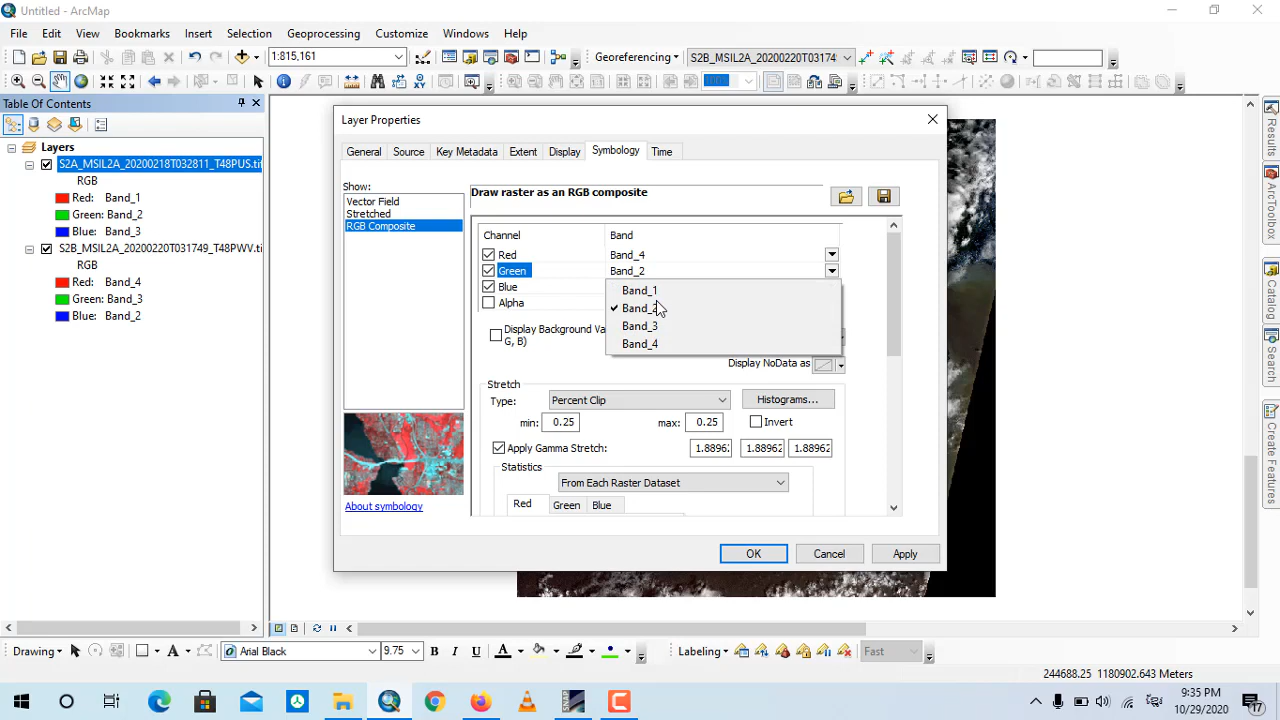 Untitled - ArcMap
File Edit View Bookmarks Insert Selection Geoprocessing Customize Windows Help
1:815,161 Georeferencing S2B_MSIL2A_20200220T03174
Table Of Contents
Layers
S2A_MSIL2A_20200218T032811_T48PUS.tif
RGB
Red: Band_1
Green: Band_2
Blue: Band_3
S2B_MSIL2A_20200220T031749_T48PWV.ti
RGB
Red: Band_4
Green: Band_3
Blue: Band_2
Layer Properties
General Source Key Metadata Extent Display Symbology Time
Show:
Vector Field
Stretched
RGB Composite
About symbology
Draw raster as an RGB composite
Channel Band
Red Band_4
Green Band_2
Blue
Alpha
Band_1
Band_2
Band_3
Band_4
Display Background Va
G, B)
Display NoData as
Stretch
Type: Percent Clip Histograms...
min: 0.25 max: 0.25 Invert
Apply Gamma Stretch: 1.8896; 1.8896; 1.8896;
Statistics
From Each Raster Dataset
Red Green Blue
OK Cancel Apply
Results
ArcToolbox
Catalog
Search
Create Features
Drawing Arial Black 9.75 B I U A Labeling Fast
244688.25 1180902.643 Meters
9:35 PM
10/29/2020
17